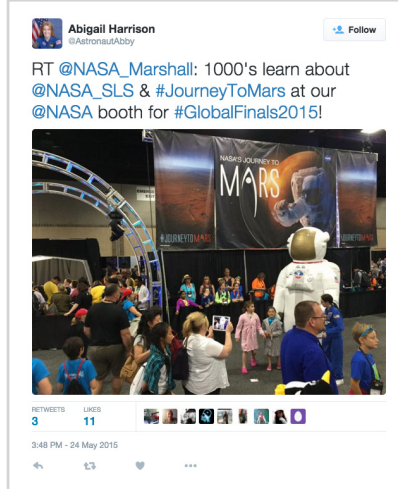 Abigail Harrison
@AstronautAbby
Follow
RT @NASA_Marshall: 1000's learn about
@NASA_SLS & #JourneyToMars at our
@NASA booth for #GlobalFinals2015!
NASA'S JOURNEY TO
MARS
#JOURNEYTOMARS
RETWEETS
3
LIKES
11
3:48 PM - 24 May 2015